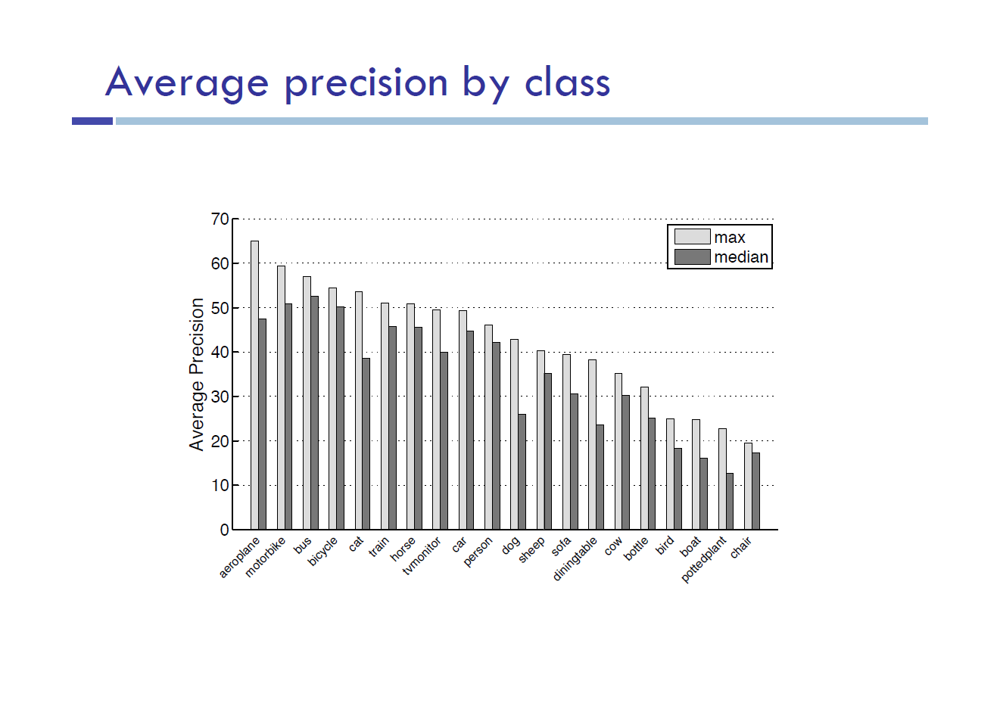 Average precision by class
70
60
50
40
30
20
10
0
Average Precision
max
median
aeroplane
motorbike
bus
bicycle
cat
train
horse
tvmonitor
car
person
dog
sheep
sofa
diningtable
cow
bottle
bird
boat
pottedplant
chair